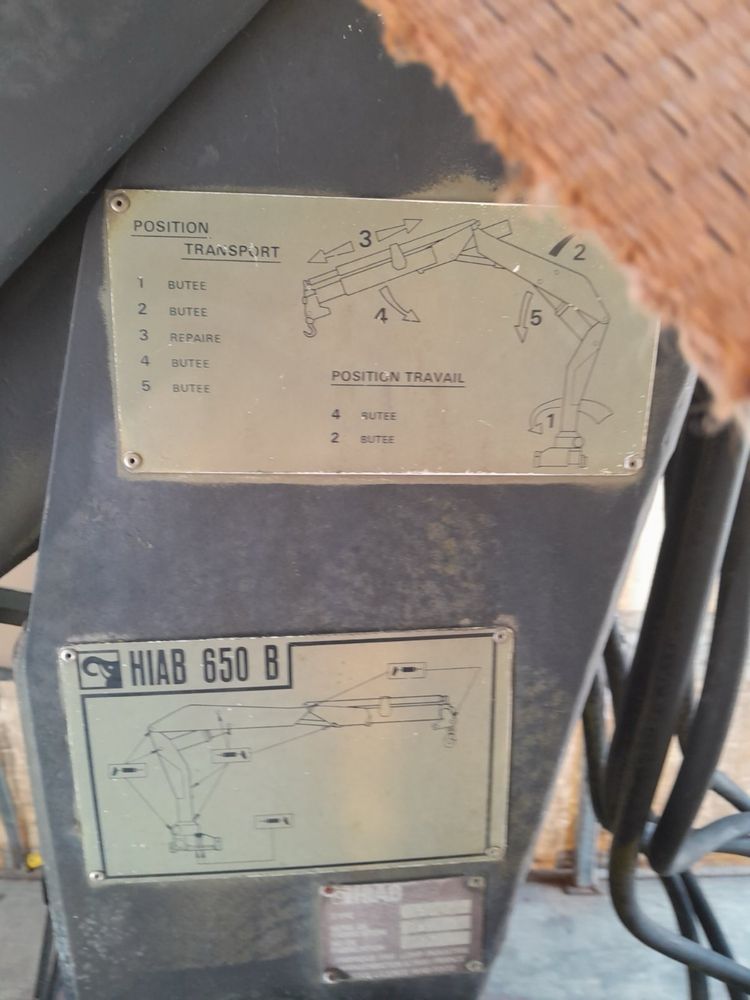 POSITION
TRANSPORT
1 BUTEE
2 BUTEE
3 REPAIRE
4 BUTEE
5 BUTEE
3
2
4
5
POSITION TRAVAIL
4 BUTEE
2 BUTEE
1
HIAB 650 B
HIAB